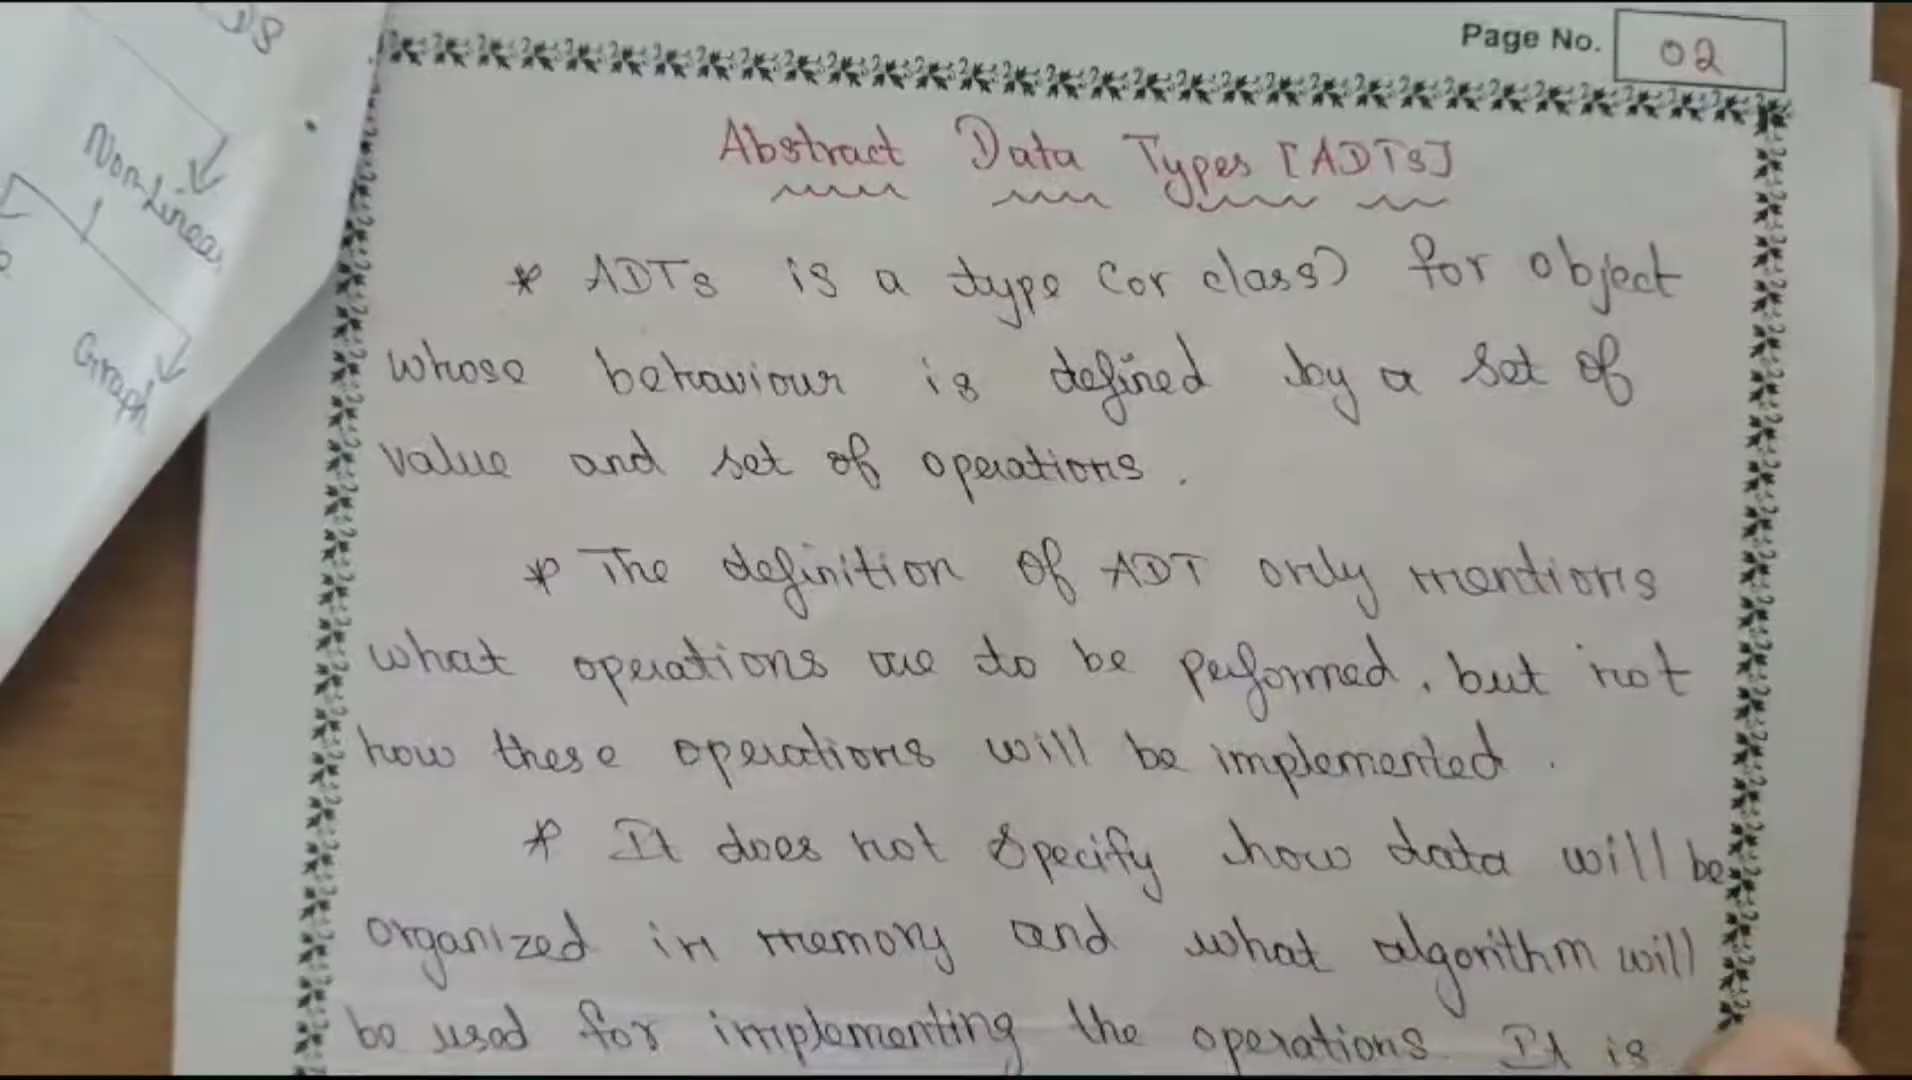 DS
Non-Linear
Graph
Page No. 02
Abstract Data Types [ADTs]
* ADTs is a type (or class) for object
whose behaviour is defined by a set of
value and set of operations.
* The definition of ADT only mentions
what operations are to be performed, but not
how these operations will be implemented.
* It does not specify how data will be
organized in memory and what algorithm will
be used for implementing the operations. It is